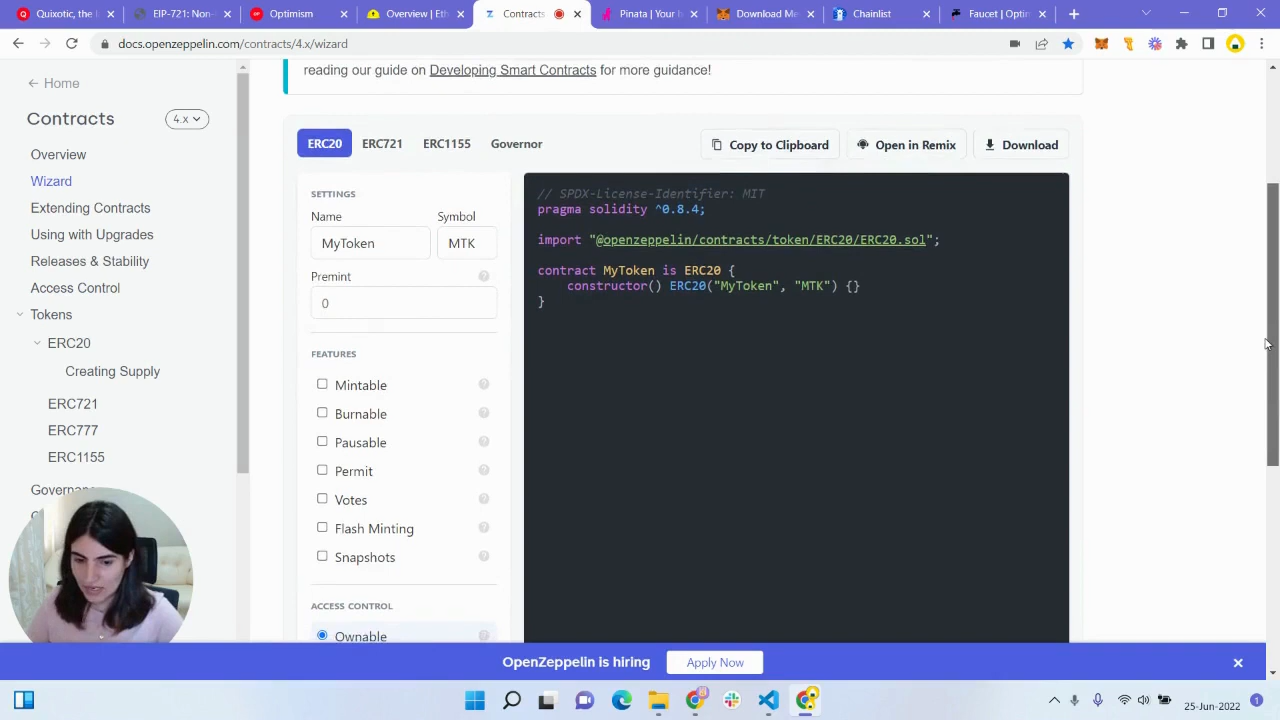 Quixotic, the l
EIP-721: Non-
Optimism
Overview | Eth
Contracts
Pinata | Your h
Download Me
Chainlist
Faucet | Optim
docs.openzeppelin.com/contracts/4.x/wizard
← Home
Contracts
4.x
Overview
Wizard
Extending Contracts
Using with Upgrades
Releases & Stability
Access Control
Tokens
ERC20
Creating Supply
ERC721
ERC777
ERC1155
Governance
reading our guide on Developing Smart Contracts for more guidance!
ERC20 ERC721 ERC1155 Governor
Copy to Clipboard
Open in Remix
Download
SETTINGS
Name Symbol
MyToken MTK
Premint ?
0
FEATURES
Mintable ?
Burnable ?
Pausable ?
Permit ?
Votes ?
Flash Minting ?
Snapshots ?
ACCESS CONTROL
Ownable ?
// SPDX-License-Identifier: MIT
pragma solidity ^0.8.4;
import "@openzeppelin/contracts/token/ERC20/ERC20.sol";
contract MyToken is ERC20 {
constructor() ERC20("MyToken", "MTK") {}
}
OpenZeppelin is hiring Apply Now
25-Jun-2022
1